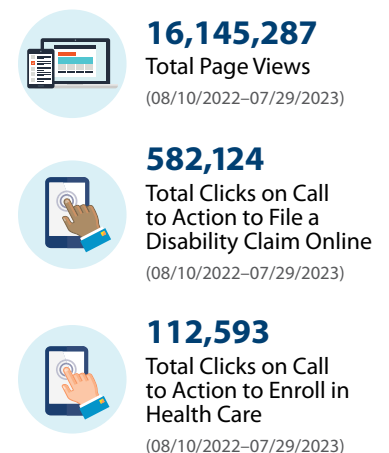 16,145,287
Total Page Views
(08/10/2022–07/29/2023)
582,124
Total Clicks on Call
to Action to File a
Disability Claim Online
(08/10/2022–07/29/2023)
112,593
Total Clicks on Call
to Action to Enroll in
Health Care
(08/10/2022–07/29/2023)